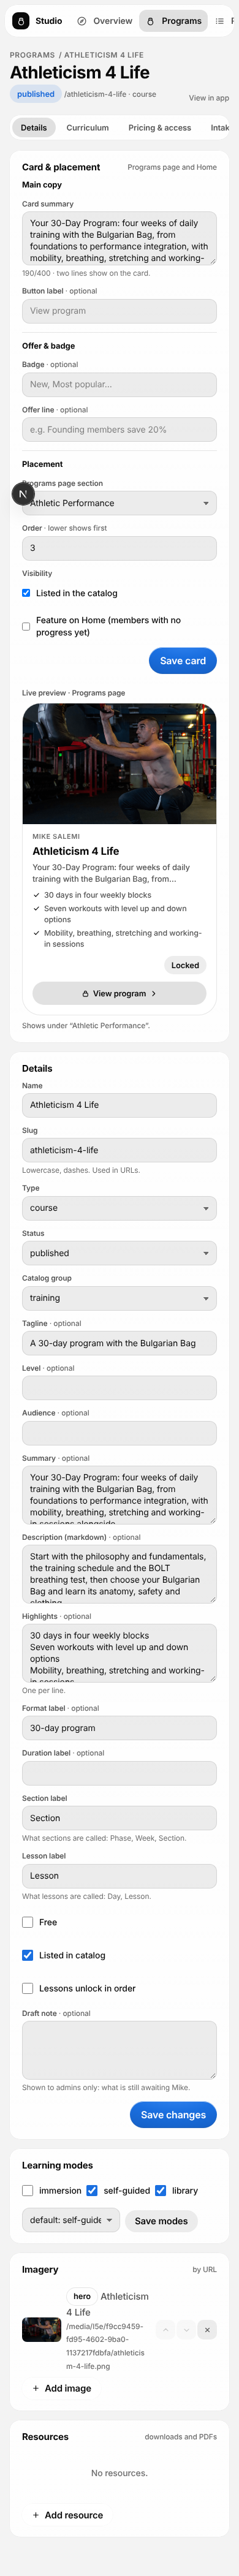 Studio
Overview
Programs
PROGRAMS / ATHLETICISM 4 LIFE
Athleticism 4 Life
published
/athleticism-4-life · course
View in app
Details
Curriculum
Pricing & access
Intak
Card & placement
Programs page and Home
Main copy
Card summary
Your 30-Day Program: four weeks of daily
training with the Bulgarian Bag, from
foundations to performance integration, with
mobility, breathing, stretching and working-
190/400 · two lines show on the card.
Button label · optional
View program
Offer & badge
Badge · optional
New, Most popular...
Offer line · optional
e.g. Founding members save 20%
Placement
Programs page section
N
Athletic Performance
Order · lower shows first
3
Visibility
Listed in the catalog
Feature on Home (members with no
progress yet)
Save card
Live preview · Programs page
MIKE SALEMI
Athleticism 4 Life
Your 30-Day Program: four weeks of daily
training with the Bulgarian Bag, from...
30 days in four weekly blocks
Seven workouts with level up and down
options
Mobility, breathing, stretching and working-
in sessions
Locked
View program
Shows under "Athletic Performance".
Details
Name
Athleticism 4 Life
Slug
athleticism-4-life
Lowercase, dashes. Used in URLs.
Type
course
Status
published
Catalog group
training
Tagline · optional
A 30-day program with the Bulgarian Bag
Level · optional
Audience · optional
Summary · optional
Your 30-Day Program: four weeks of daily
training with the Bulgarian Bag, from
foundations to performance integration, with
mobility, breathing, stretching and working-
in sessions alongside
Description (markdown) · optional
Start with the philosophy and fundamentals,
the training schedule and the BOLT
breathing test, then choose your Bulgarian
Bag and learn its anatomy, safety and
clothing
Highlights · optional
30 days in four weekly blocks
Seven workouts with level up and down
options
Mobility, breathing, stretching and working-
in sessions
One per line.
Format label · optional
30-day program
Duration label · optional
Section label
Section
What sections are called: Phase, Week, Section.
Lesson label
Lesson
What lessons are called: Day, Lesson.
Free
Listed in catalog
Lessons unlock in order
Draft note · optional
Shown to admins only: what is still awaiting Mike.
Save changes
Learning modes
immersion
self-guided
library
default: self-guide
Save modes
Imagery
by URL
hero
Athleticism
4 Life
/media/l5e/f9cc9459-
fd95-4602-9ba0-
1137217fdbfa/athleticis
m-4-life.png
Add image
Resources
downloads and PDFs
No resources.
Add resource